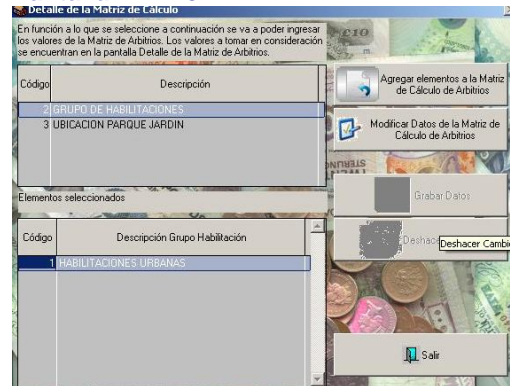 Detalle de la Matriz de Cálculo
En función a lo que se seleccione a continuación se va a poder ingresar
los valores de la Matriz de Arbitrios. Los valores a tomar en consideración
se encuentran en la pantalla Detalle de la Matriz de Arbitrios.
Código Descripción
2 GRUPO DE HABILITACIONES
3 UBICACION PARQUE JARDIN
Agregar elementos a la Matriz
de Cálculo de Arbitrios
Modificar Datos de la Matriz de
Cálculo de Arbitrios
Grabar Datos
Elementos seleccionados
Código Descripción Grupo Habilitación
1 HABILITACIONES URBANAS
Deshace
Deshacer Cambi
Salir
£10
STERLING